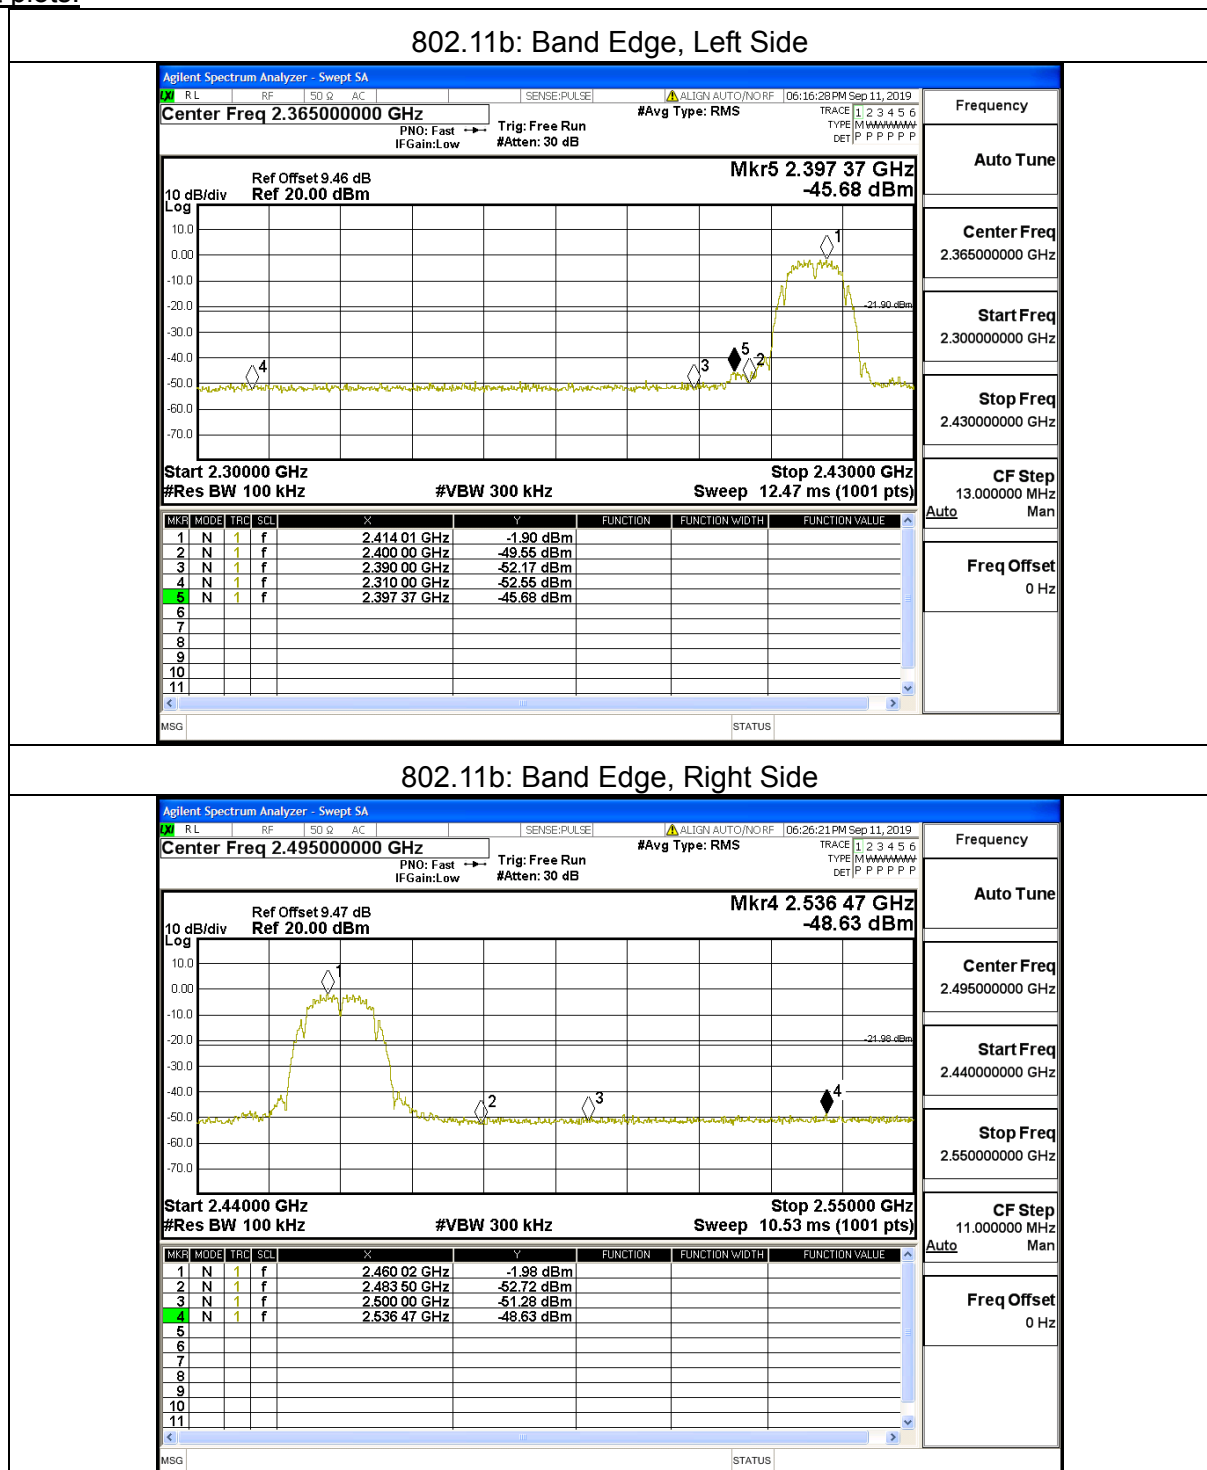 plots.
802.11b: Band Edge, Left Side
Agilent Spectrum Analyzer - Swept SA
LXI RL RF 50 Ω AC SENSE:PULSE ALIGN AUTO/NO RF 06:16:28 PM Sep 11, 2019
Center Freq 2.365000000 GHz #Avg Type: RMS TRACE 1 2 3 4 5 6
PNO: Fast Trig: Free Run TYPE M WWWWW
IFGain:Low #Atten: 30 dB DET P P P P P P
Frequency
Auto Tune
Mkr5 2.397 37 GHz
Ref Offset 9.46 dB
10 dB/div Ref 20.00 dBm -45.68 dBm
Log
10.0
0.00
-10.0
-20.0
-30.0
-40.0
-50.0
-60.0
-70.0
1
-21.90 dBm
5
2
3
4
Center Freq
2.365000000 GHz
Start Freq
2.300000000 GHz
Stop Freq
2.430000000 GHz
Start 2.30000 GHz Stop 2.43000 GHz
#Res BW 100 kHz #VBW 300 kHz Sweep 12.47 ms (1001 pts)
CF Step
13.000000 MHz
Auto Man
MKR MODE TRC SCL X Y FUNCTION FUNCTION WIDTH FUNCTION VALUE
1 N 1 f 2.414 01 GHz -1.90 dBm
2 N 1 f 2.400 00 GHz -49.55 dBm
3 N 1 f 2.390 00 GHz -52.17 dBm
4 N 1 f 2.310 00 GHz -52.55 dBm
5 N 1 f 2.397 37 GHz -45.68 dBm
6
7
8
9
10
11
Freq Offset
0 Hz
MSG STATUS
802.11b: Band Edge, Right Side
Agilent Spectrum Analyzer - Swept SA
LXI RL RF 50 Ω AC SENSE:PULSE ALIGN AUTO/NO RF 06:26:21 PM Sep 11, 2019
Center Freq 2.495000000 GHz #Avg Type: RMS TRACE 1 2 3 4 5 6
PNO: Fast Trig: Free Run TYPE M WWWWW
IFGain:Low #Atten: 30 dB DET P P P P P P
Frequency
Auto Tune
Mkr4 2.536 47 GHz
Ref Offset 9.47 dB
10 dB/div Ref 20.00 dBm -48.63 dBm
Log
10.0
0.00
-10.0
-20.0
-30.0
-40.0
-50.0
-60.0
-70.0
1
-21.98 dBm
2
3
4
Center Freq
2.495000000 GHz
Start Freq
2.440000000 GHz
Stop Freq
2.550000000 GHz
Start 2.44000 GHz Stop 2.55000 GHz
#Res BW 100 kHz #VBW 300 kHz Sweep 10.53 ms (1001 pts)
CF Step
11.000000 MHz
Auto Man
MKR MODE TRC SCL X Y FUNCTION FUNCTION WIDTH FUNCTION VALUE
1 N 1 f 2.460 02 GHz -1.98 dBm
2 N 1 f 2.483 50 GHz -52.72 dBm
3 N 1 f 2.500 00 GHz -51.28 dBm
4 N 1 f 2.536 47 GHz -48.63 dBm
5
6
7
8
9
10
11
Freq Offset
0 Hz
MSG STATUS